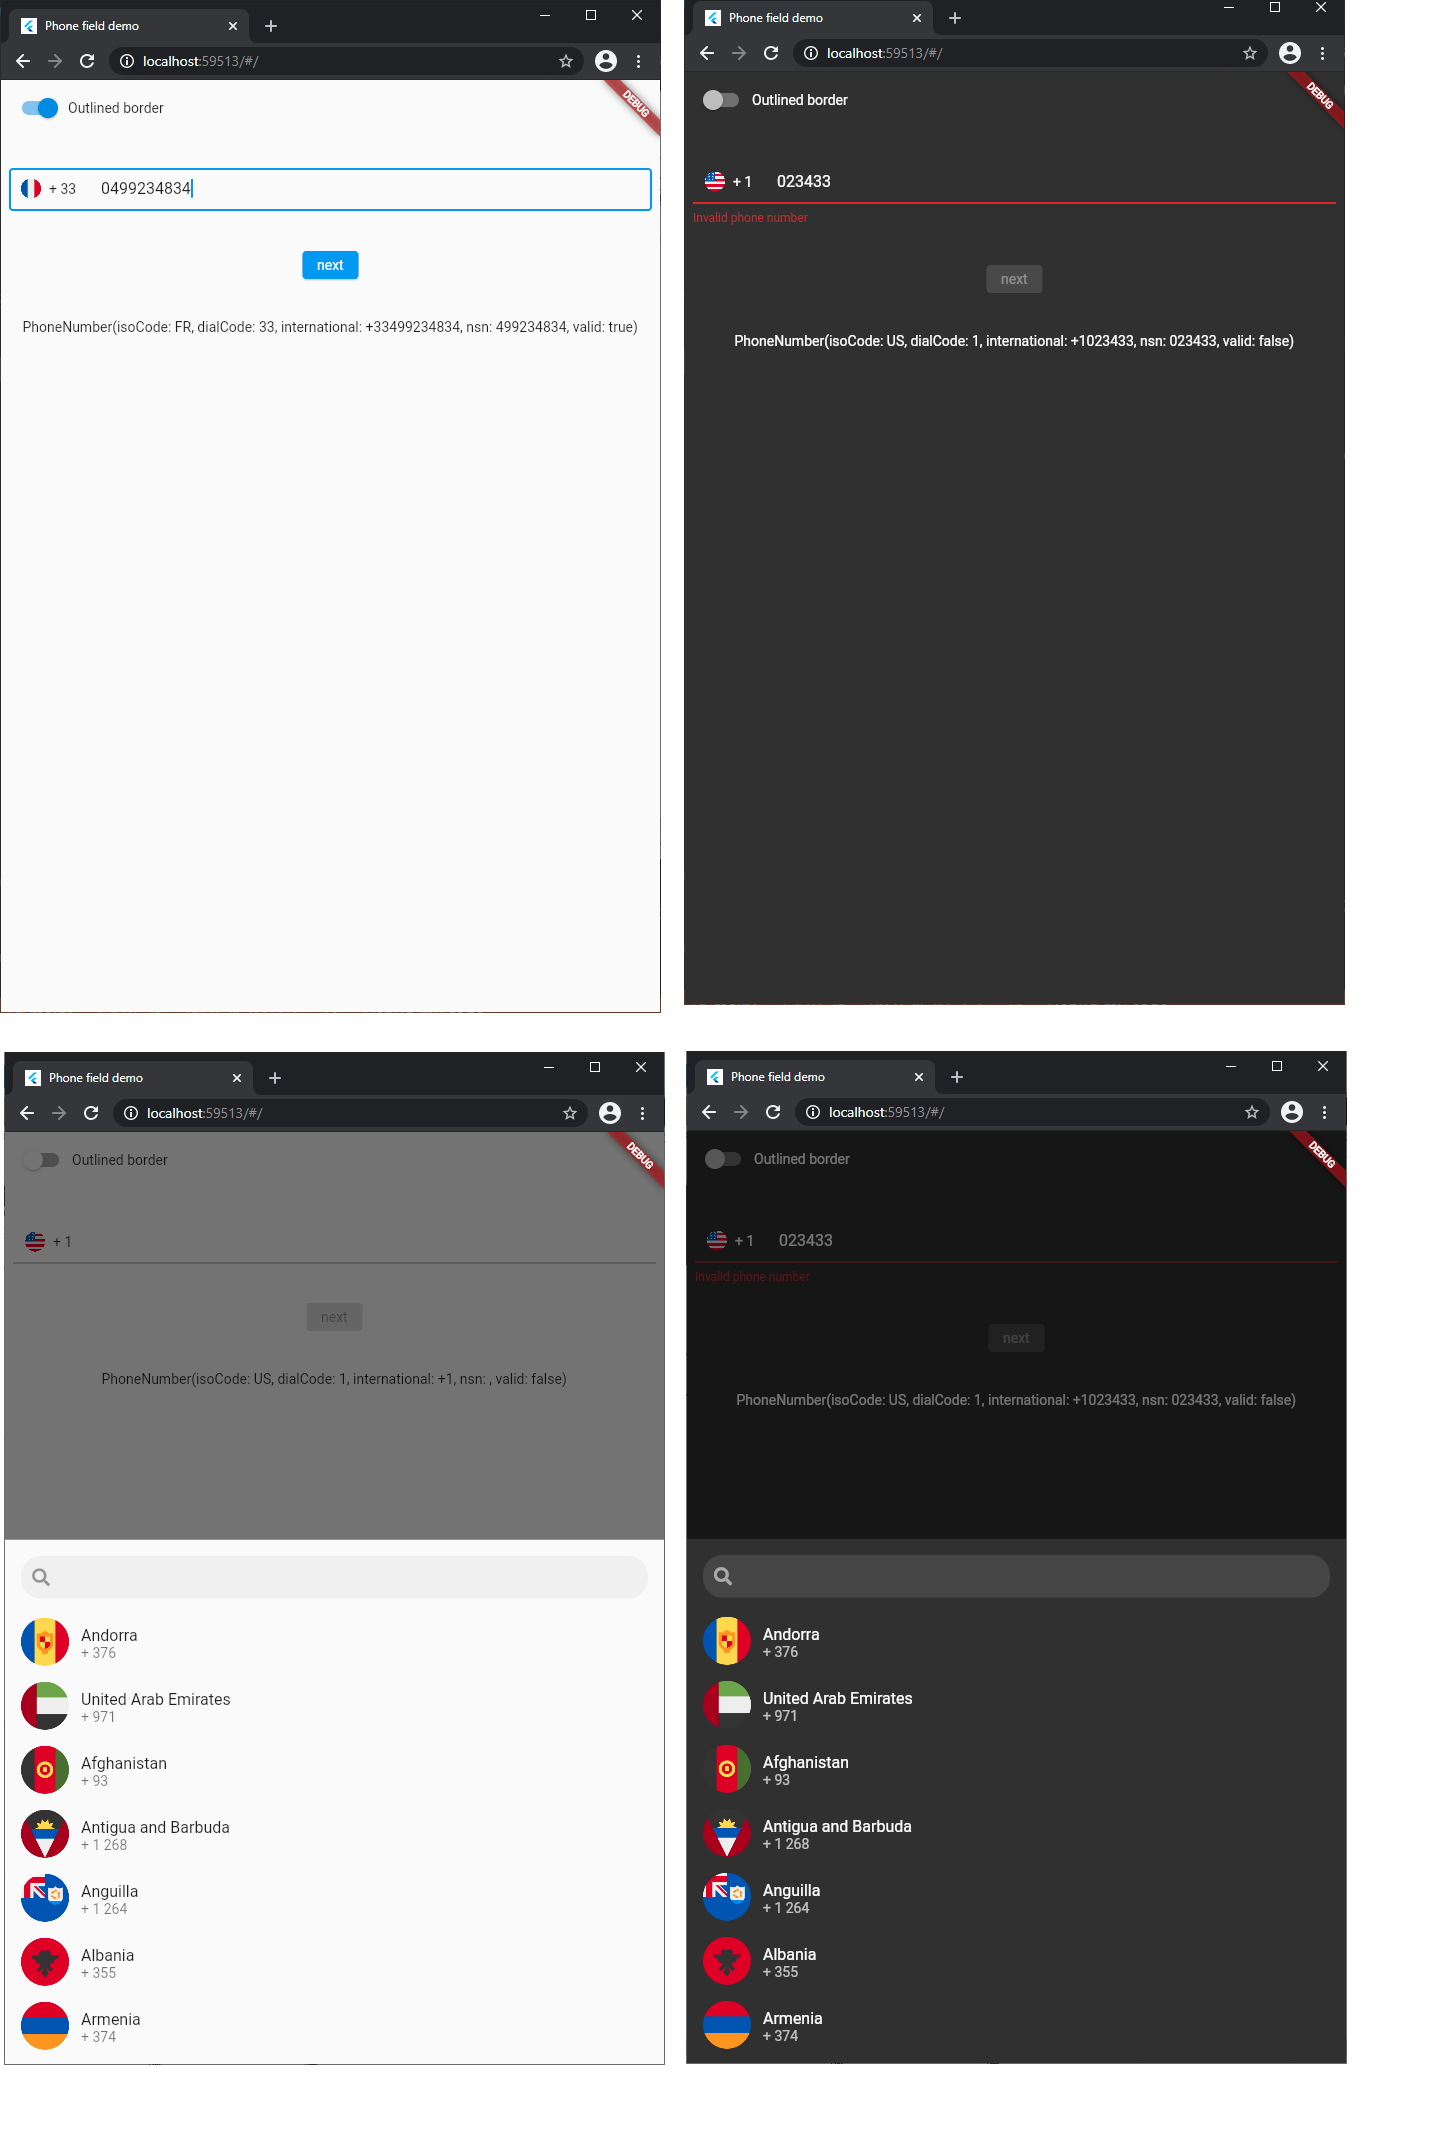 Phone field demo
localhost:59513/#/
DEBUG
Outlined border
+ 33 0499234834
next
PhoneNumber(isoCode: FR, dialCode: 33, international: +33499234834, nsn: 499234834, valid: true)
Phone field demo
localhost:59513/#/
DEBUG
Outlined border
+ 1 023433
Invalid phone number
next
PhoneNumber(isoCode: US, dialCode: 1, international: +1023433, nsn: 023433, valid: false)
Phone field demo
localhost:59513/#/
DEBUG
Outlined border
+ 1
next
PhoneNumber(isoCode: US, dialCode: 1, international: +1, nsn: , valid: false)
Andorra
+ 376
United Arab Emirates
+ 971
Afghanistan
+ 93
Antigua and Barbuda
+ 1 268
Anguilla
+ 1 264
Albania
+ 355
Armenia
+ 374
Phone field demo
localhost:59513/#/
DEBUG
Outlined border
+ 1 023433
Invalid phone number
next
PhoneNumber(isoCode: US, dialCode: 1, international: +1023433, nsn: 023433, valid: false)
Andorra
+ 376
United Arab Emirates
+ 971
Afghanistan
+ 93
Antigua and Barbuda
+ 1 268
Anguilla
+ 1 264
Albania
+ 355
Armenia
+ 374